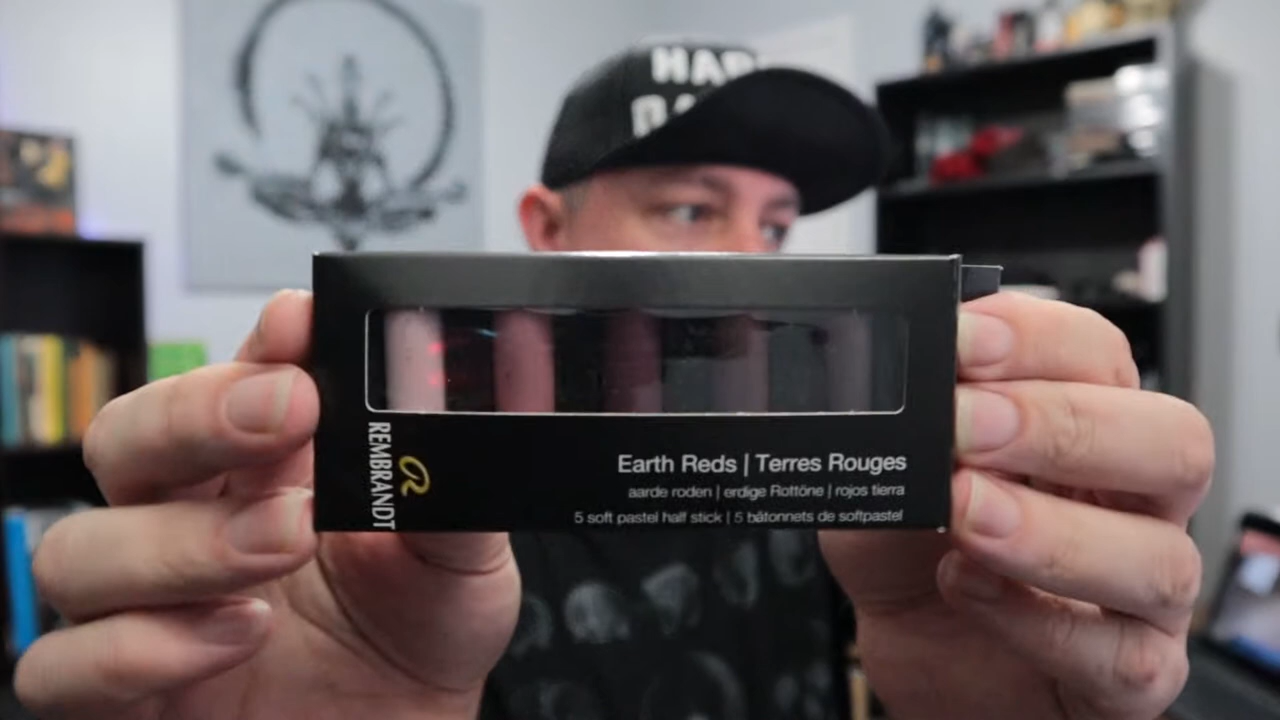 REMBRANDT
Earth Reds | Terres Rouges
aarde roden | erdige Rottöne | rojos tierra
5 soft pastel half stick | 5 bâtonnets de softpastel